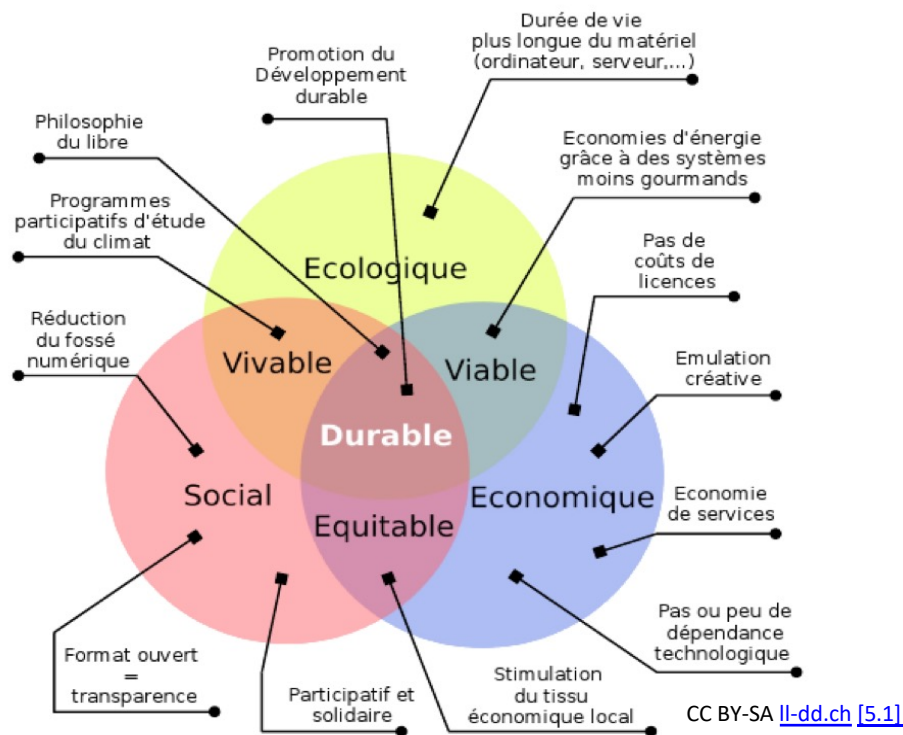 Durée de vie
plus longue du matériel
(ordinateur, serveur,...)
Promotion du
Développement
durable
Philosophie
du libre
Economies d'énergie
grâce à des systèmes
moins gourmands
Programmes
participatifs d'étude
du climat
Pas de
coûts de
licences
Ecologique
Réduction
du fossé
numérique
Vivable
Viable
Emulation
créative
Durable
Social
Economique
Equitable
Economie
de services
Pas ou peu de
dépendance
technologique
Format ouvert
=
transparence
Participatif et
solidaire
Stimulation
du tissu
économique local
CC BY-SA ll-dd.ch [5.1]